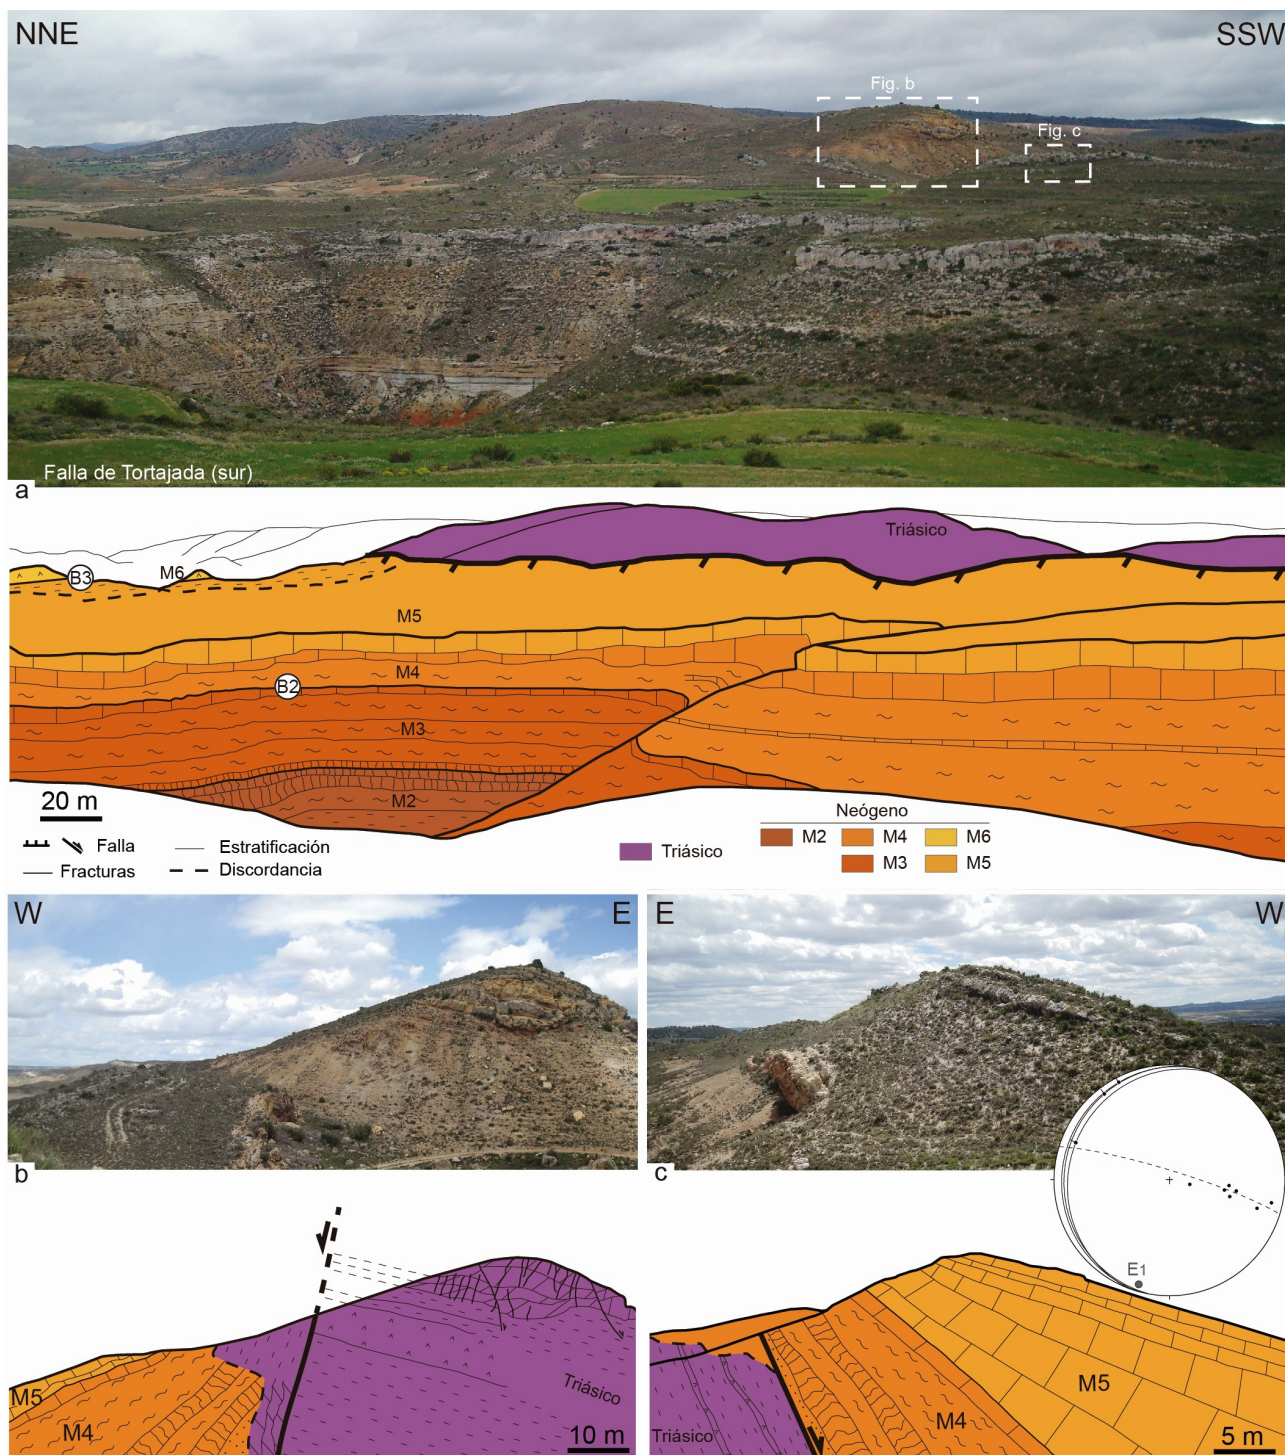 NNE SSW
Fig. b
Fig. c
Falla de Tortajada (sur)
a
Triásico
M6
B3
M5
M4
B2
M3
M2
20 m
Falla
Estratificación
Fracturas
Discordancia
Triásico
Neógeno
M2 M4 M6
M3 M5
W E
E W
b
c
E1
M5
M4
Triásico
10 m
M5
M4
Triásico
5 m